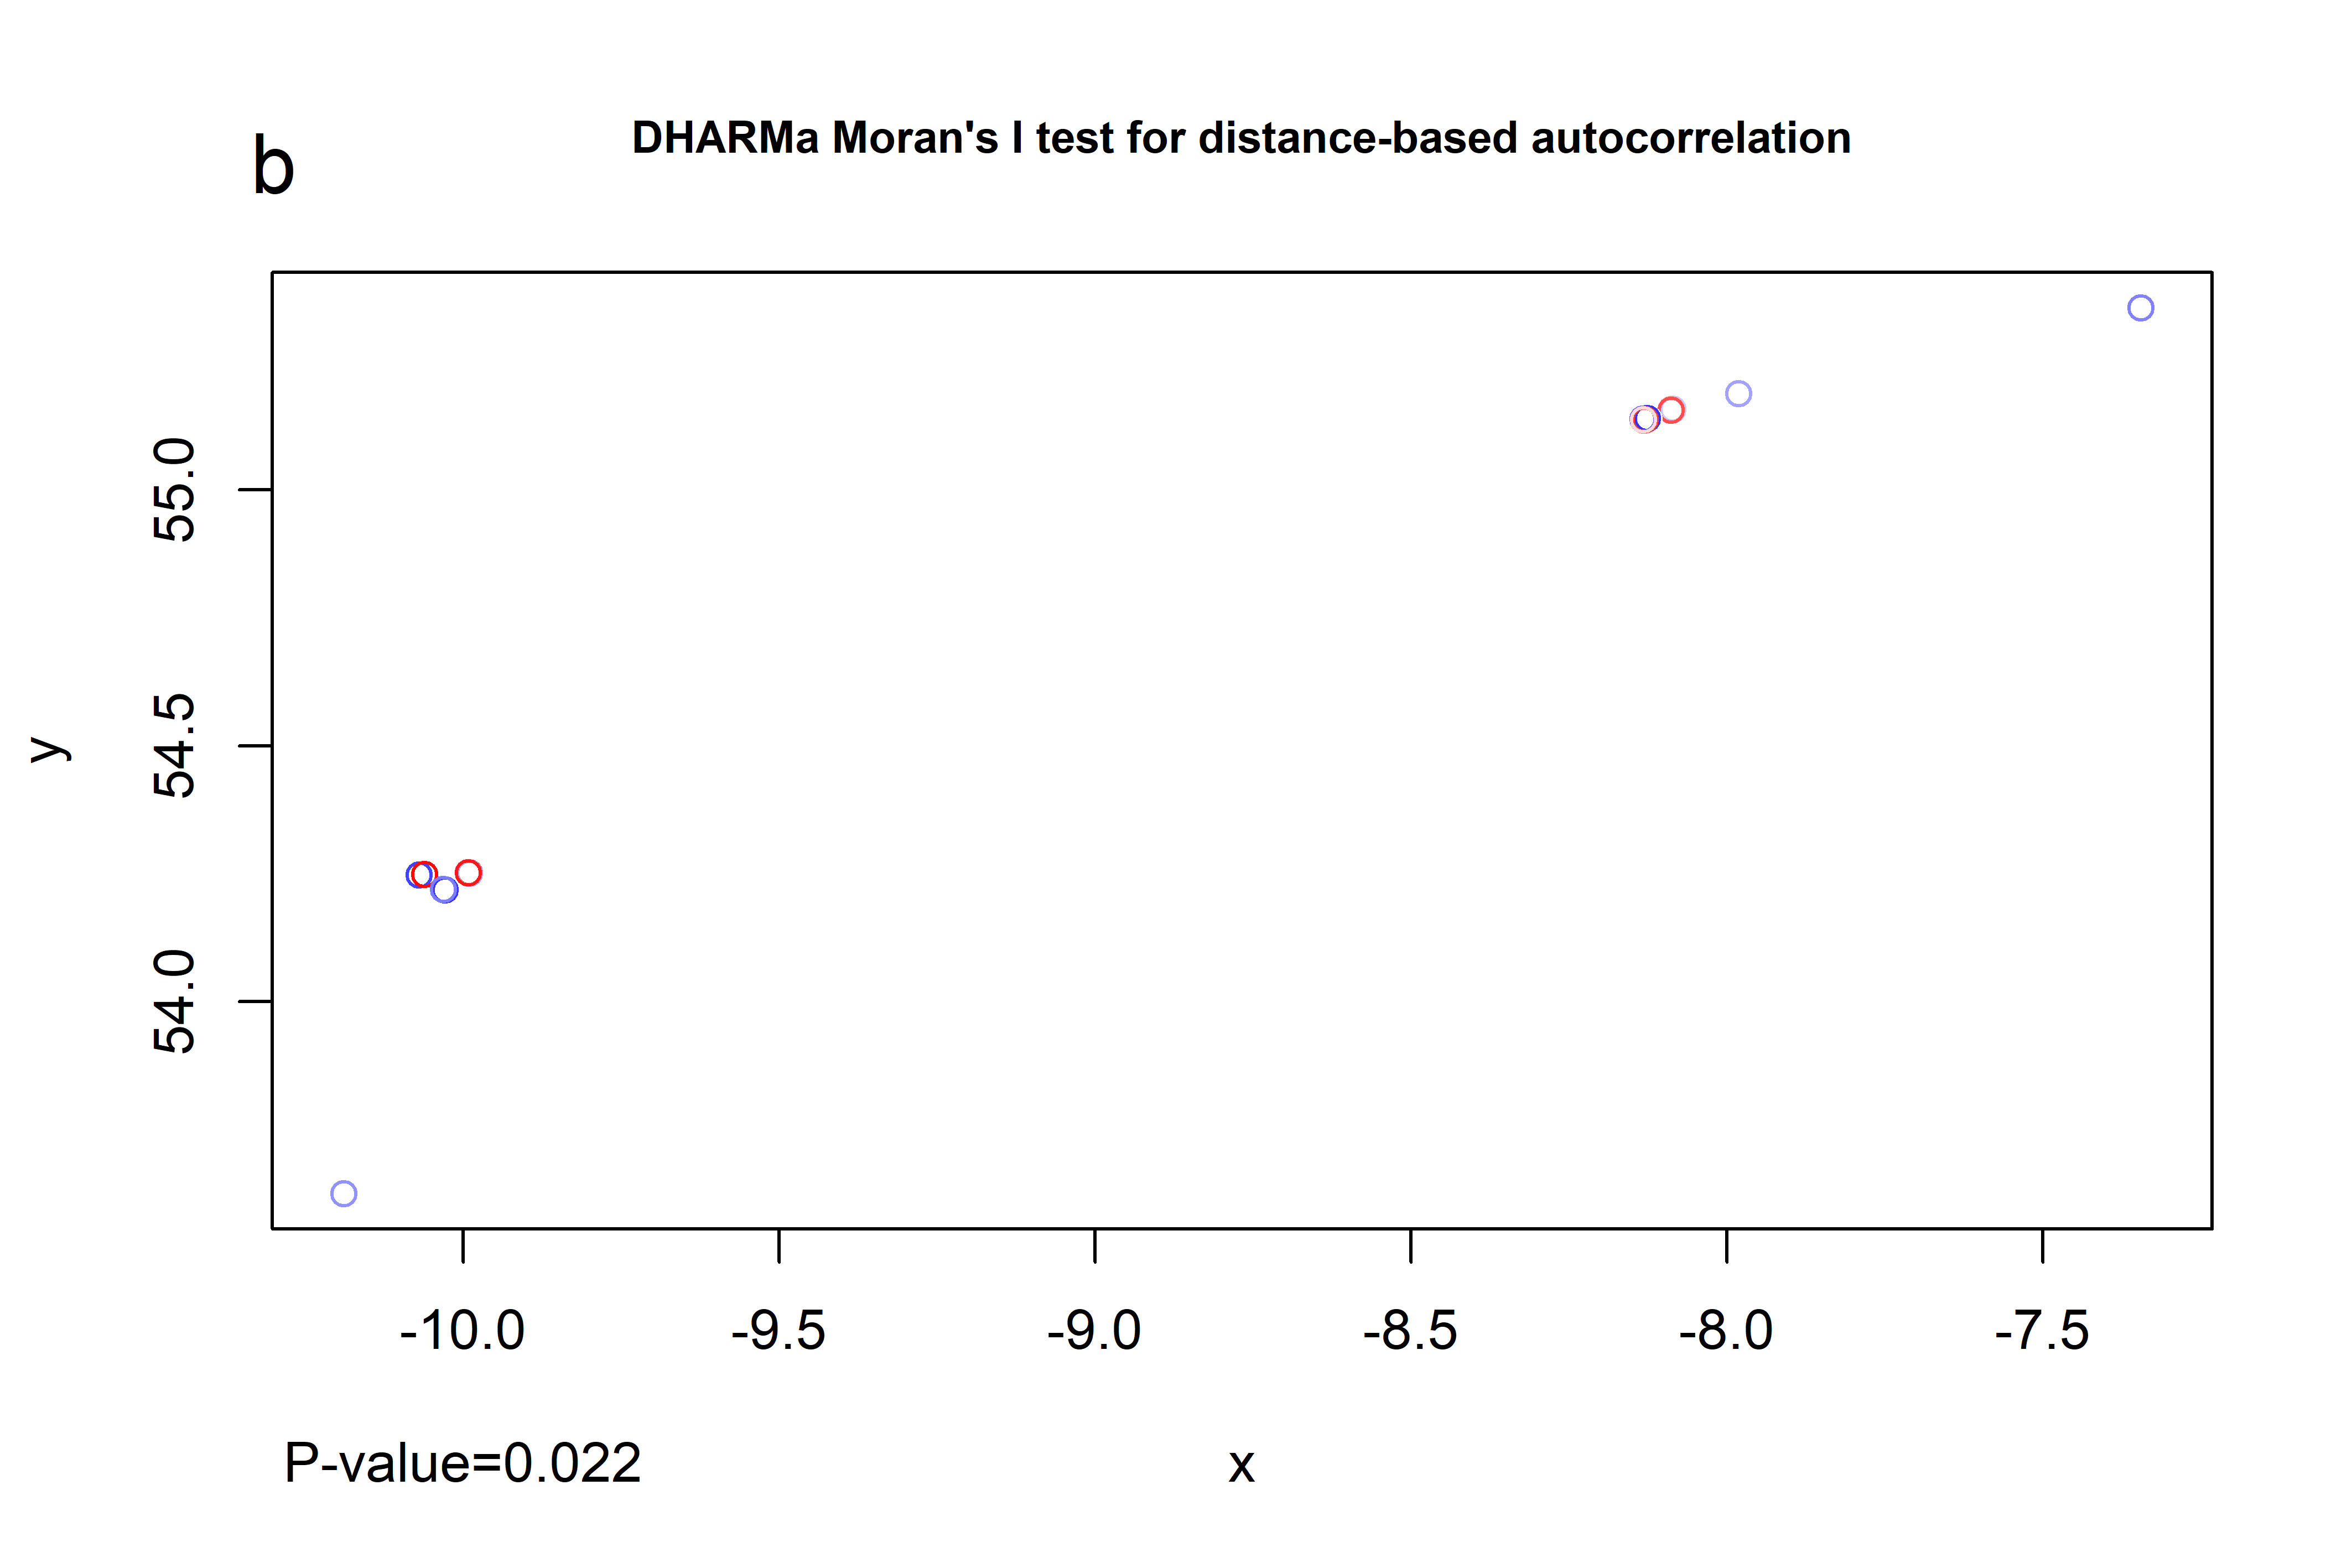 b
DHARMa Moran's I test for distance-based autocorrelation
y
55.0
54.5
54.0
-10.0 -9.5 -9.0 -8.5 -8.0 -7.5
P-value=0.022
x